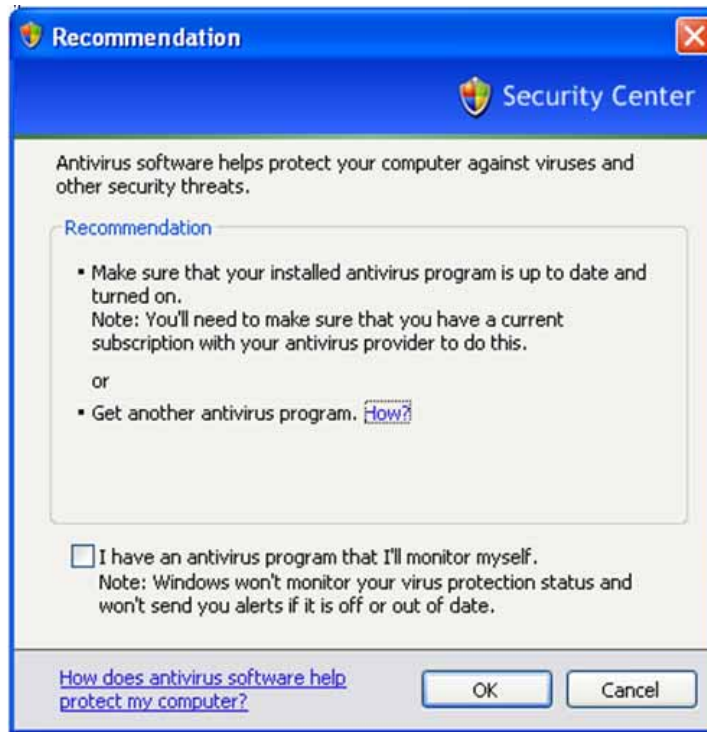 Recommendation
Security Center
Antivirus software helps protect your computer against viruses and
other security threats.
Recommendation
▪ Make sure that your installed antivirus program is up to date and
turned on.
Note: You'll need to make sure that you have a current
subscription with your antivirus provider to do this.
or
▪ Get another antivirus program. How?
I have an antivirus program that I'll monitor myself.
Note: Windows won't monitor your virus protection status and
won't send you alerts if it is off or out of date.
How does antivirus software help
protect my computer?
OK
Cancel